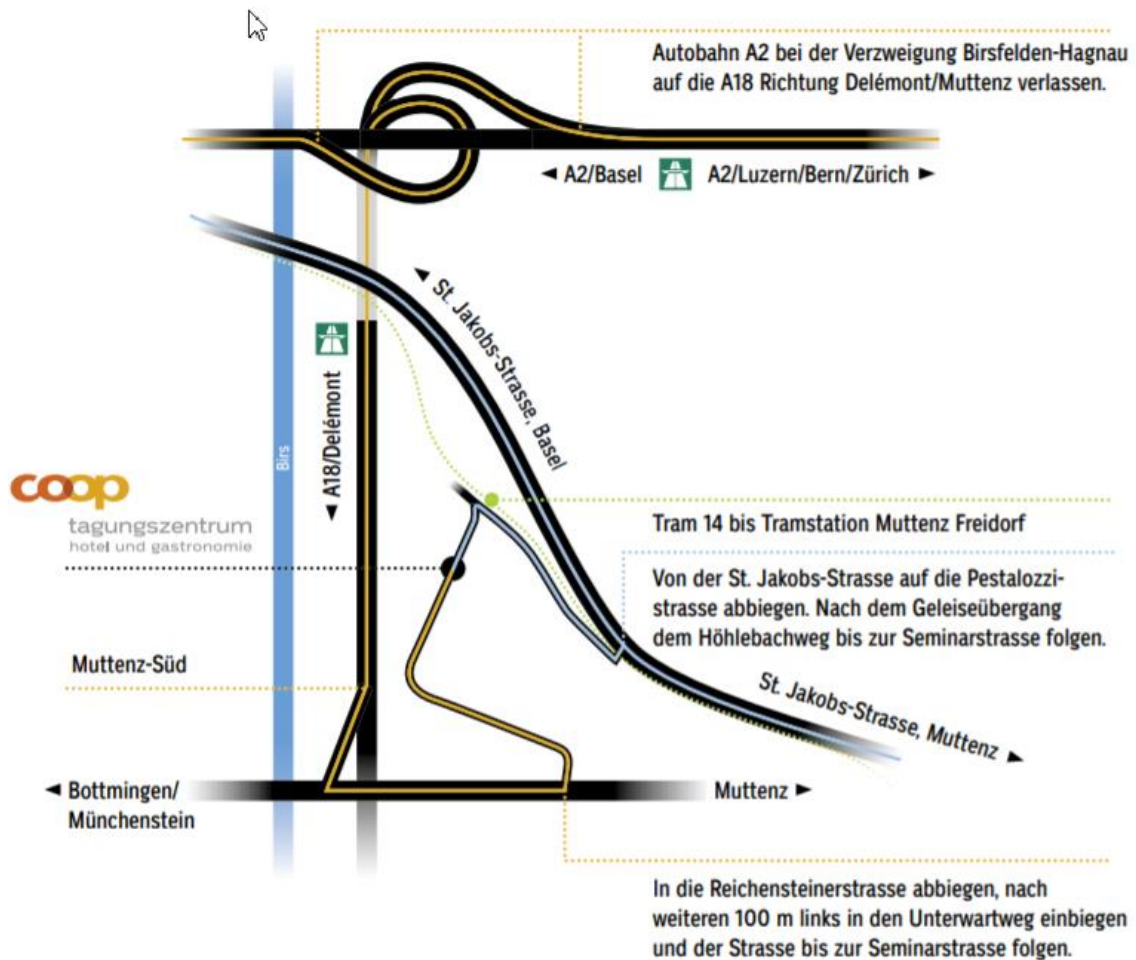 Autobahn A2 bei der Verzweigung Birsfelden-Hagnau
auf die A18 Richtung Delémont/Muttenz verlassen.
◄ A2/Basel
A2/Luzern/Bern/Zürich ►
◄ St. Jakobs-Strasse, Basel
◄ A18/Delémont
Birs
coop
tagungszentrum
hotel und gastronomie
Tram 14 bis Tramstation Muttenz Freidorf
Von der St. Jakobs-Strasse auf die Pestalozzi-
strasse abbiegen. Nach dem Geleiseübergang
dem Höhlebachweg bis zur Seminarstrasse folgen.
Muttenz-Süd
St. Jakobs-Strasse, Muttenz ►
◄ Bottmingen/
Münchenstein
Muttenz ►
In die Reichensteinerstrasse abbiegen, nach
weiteren 100 m links in den Unterwartweg einbiegen
und der Strasse bis zur Seminarstrasse folgen.